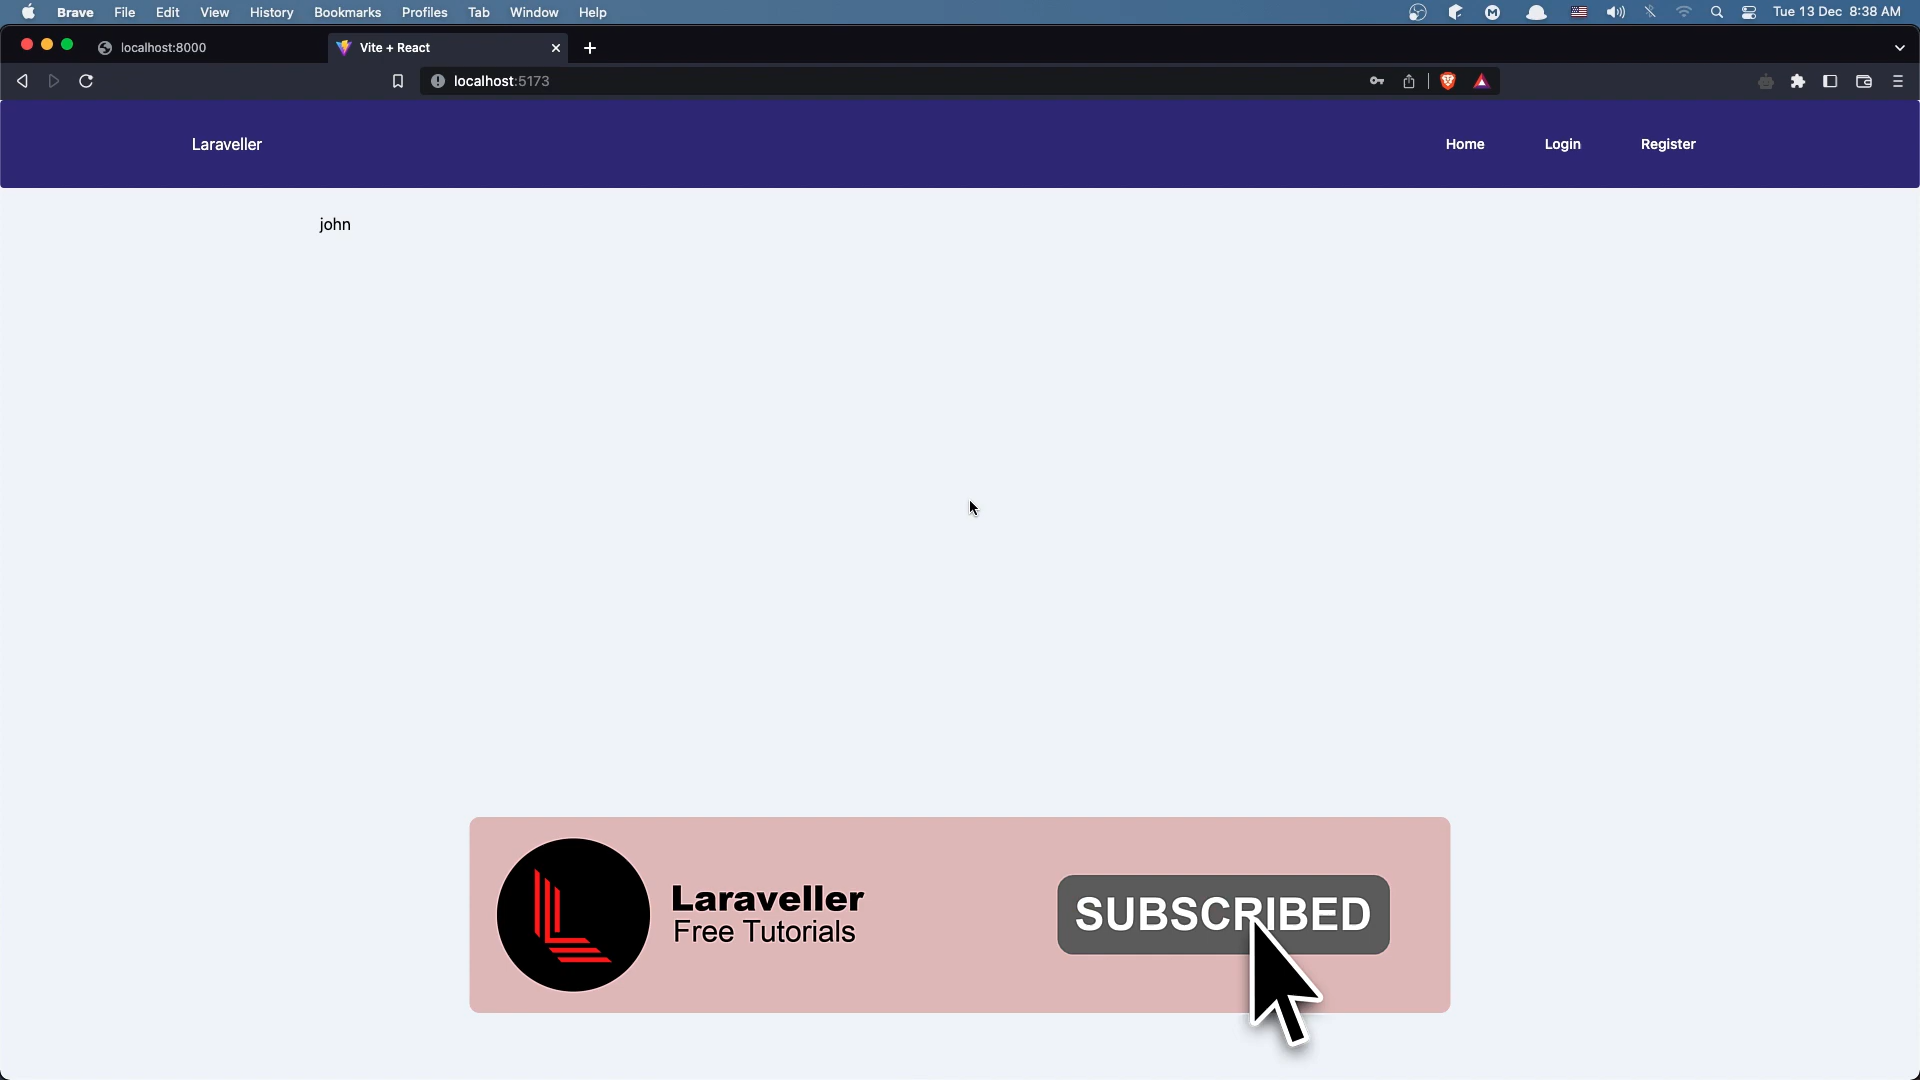 Brave File Edit View History Bookmarks Profiles Tab Window Help Tue 13 Dec 8:38 AM
localhost:8000 Vite + React
localhost:5173
Laraveller Home Login Register
john
Laraveller
Free Tutorials
SUBSCRIBED